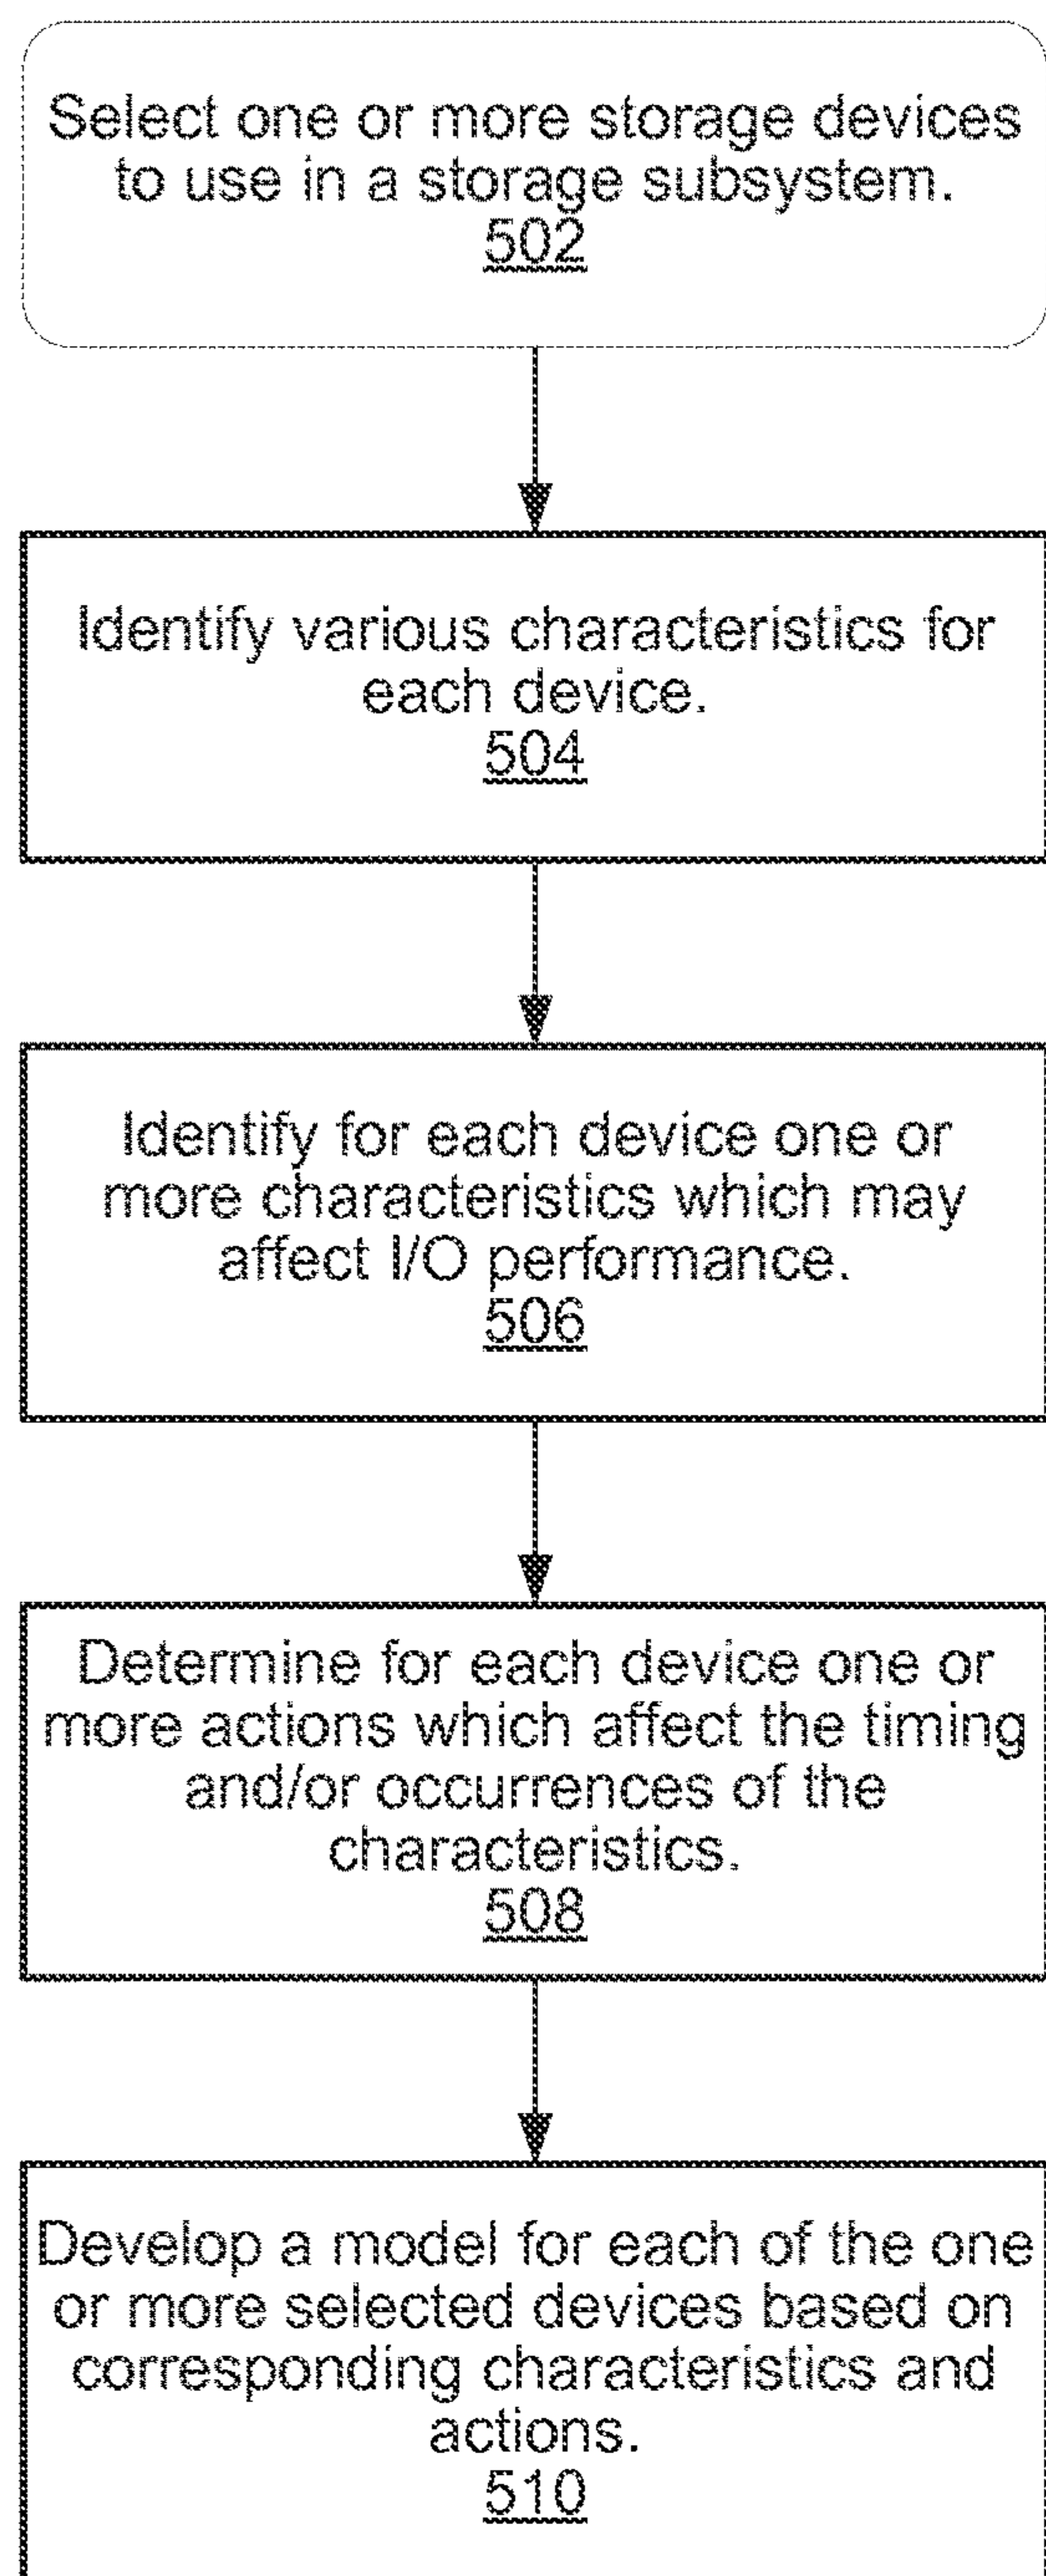 Select one or more storage devices
to use in a storage subsystem.
502
Identify various characteristics for
each device.
504
Identify for each device one or
more characteristics which may
affect I/O performance.
506
Determine for each device one or
more actions which affect the timing
and/or occurrences of the
characteristics.
508
Develop a model for each of the one
or more selected devices based on
corresponding characteristics and
actions.
510